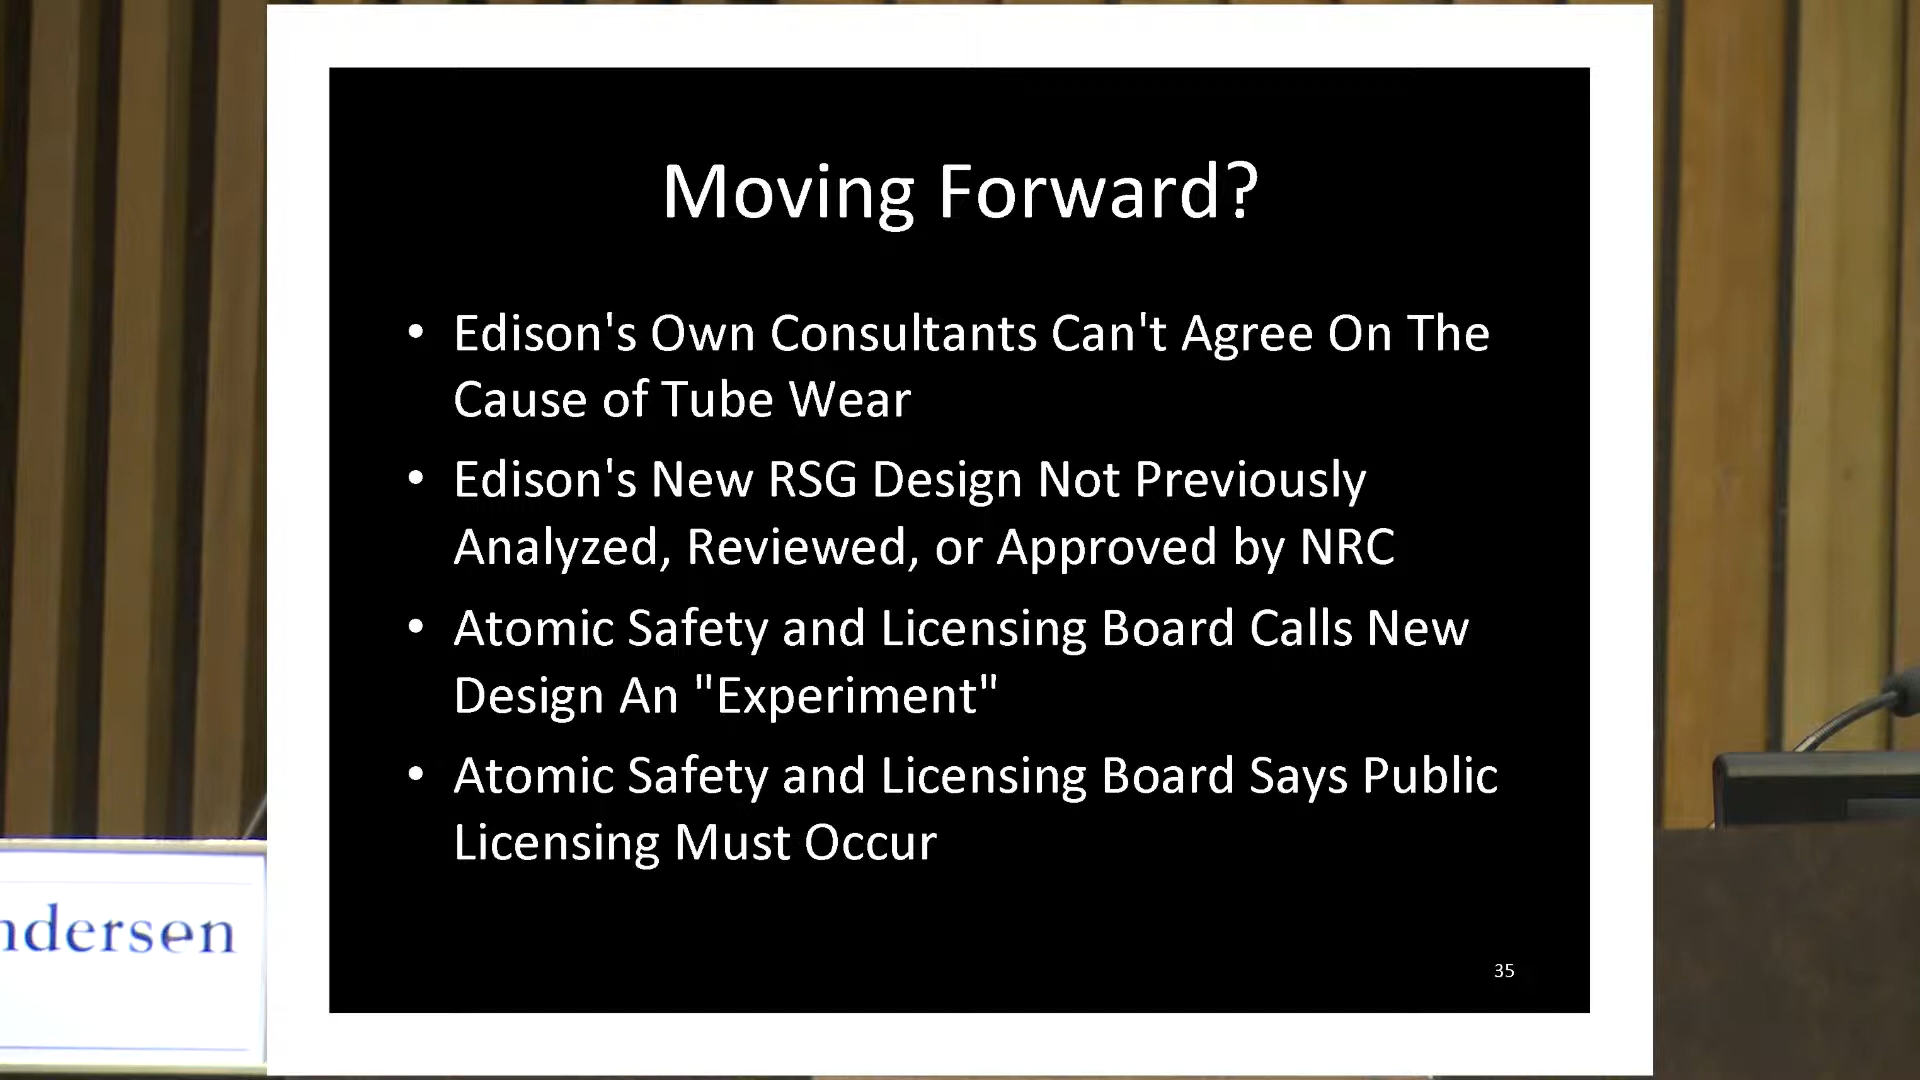 Moving Forward?
• Edison's Own Consultants Can't Agree On The
Cause of Tube Wear
• Edison's New RSG Design Not Previously
Analyzed, Reviewed, or Approved by NRC
• Atomic Safety and Licensing Board Calls New
Design An "Experiment"
• Atomic Safety and Licensing Board Says Public
Licensing Must Occur
35
ndersen